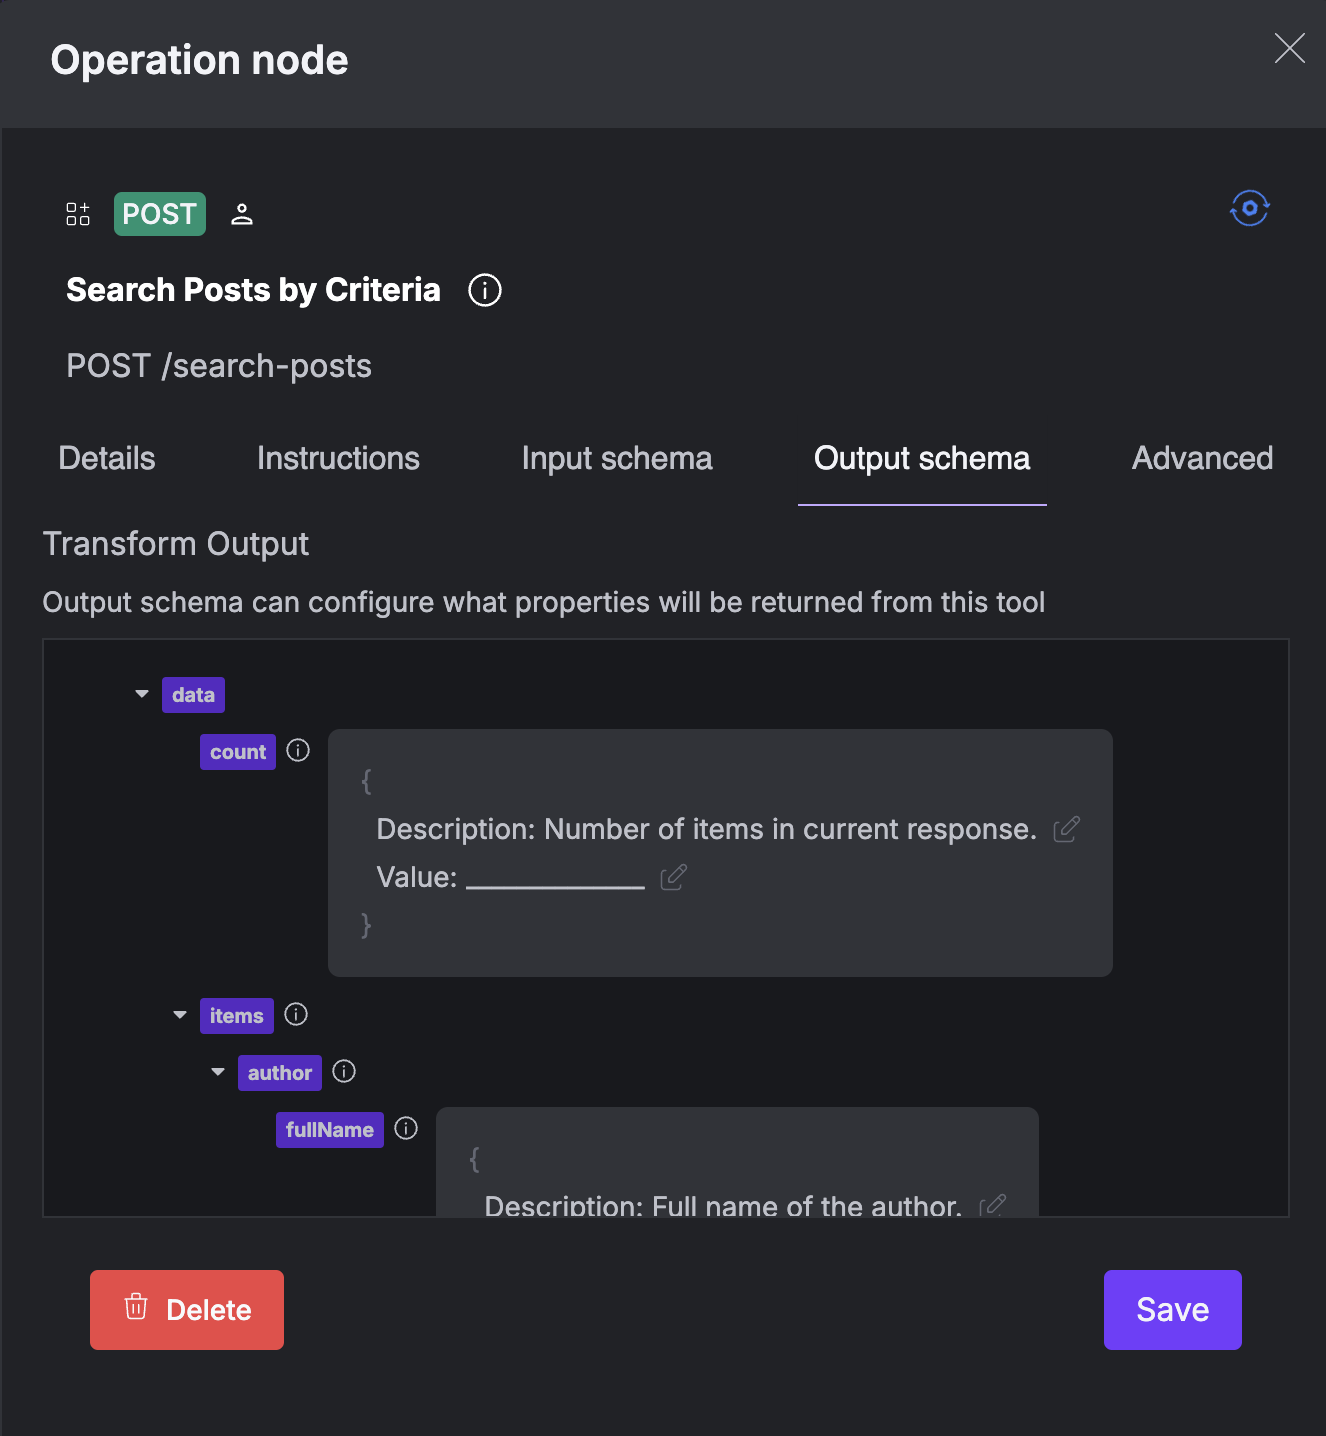 Operation node
POST
Search Posts by Criteria
POST /search-posts
Details Instructions Input schema Output schema Advanced
Transform Output
Output schema can configure what properties will be returned from this tool
data
count
{
Description: Number of items in current response.
Value:
}
items
author
fullName
{
Description: Full name of the author.
Delete
Save